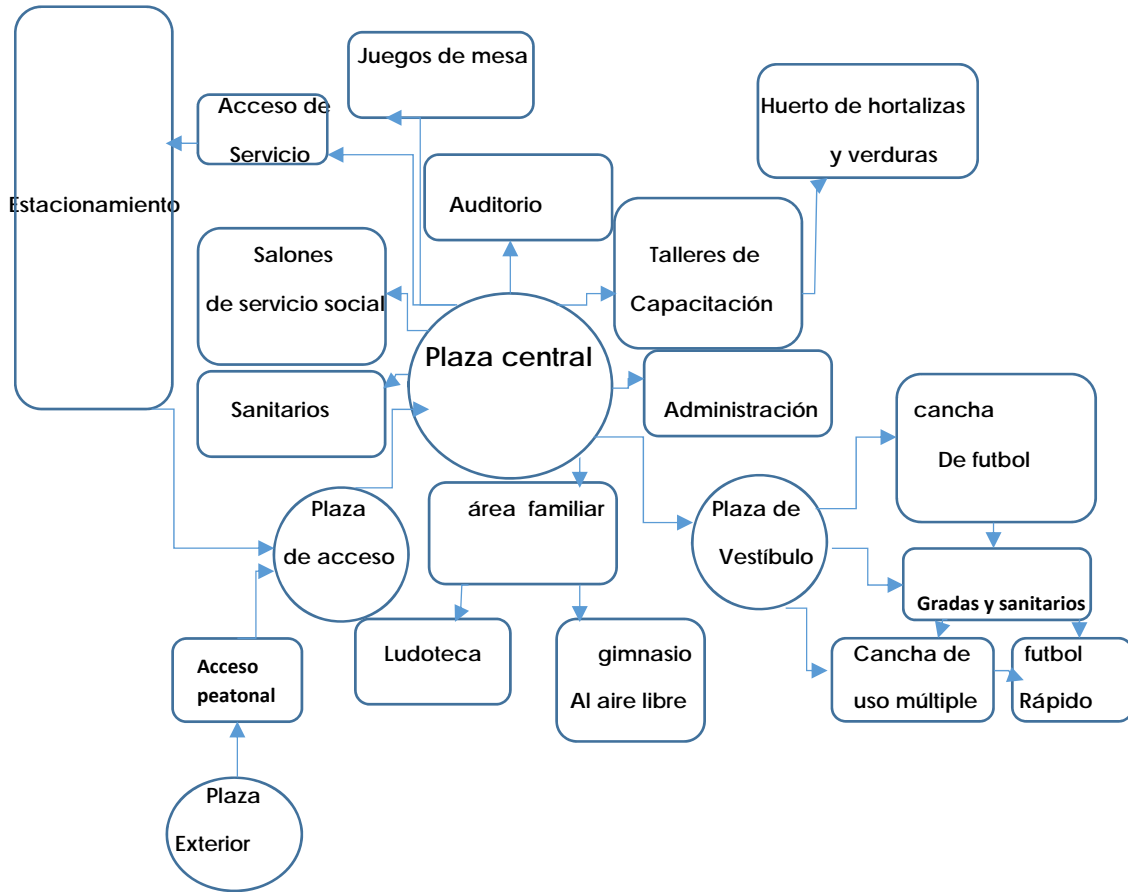 Juegos de mesa
Acceso de
Servicio
Huerto de hortalizas
y verduras
Estacionamiento
Auditorio
Salones
de servicio social
Talleres de
Capacitación
Plaza central
Sanitarios
Administración
cancha
De futbol
Plaza
de acceso
área familiar
Plaza de
Vestíbulo
Gradas y sanitarios
Acceso
peatonal
Ludoteca
gimnasio
Al aire libre
Cancha de
uso múltiple
futbol
Rápido
Plaza
Exterior